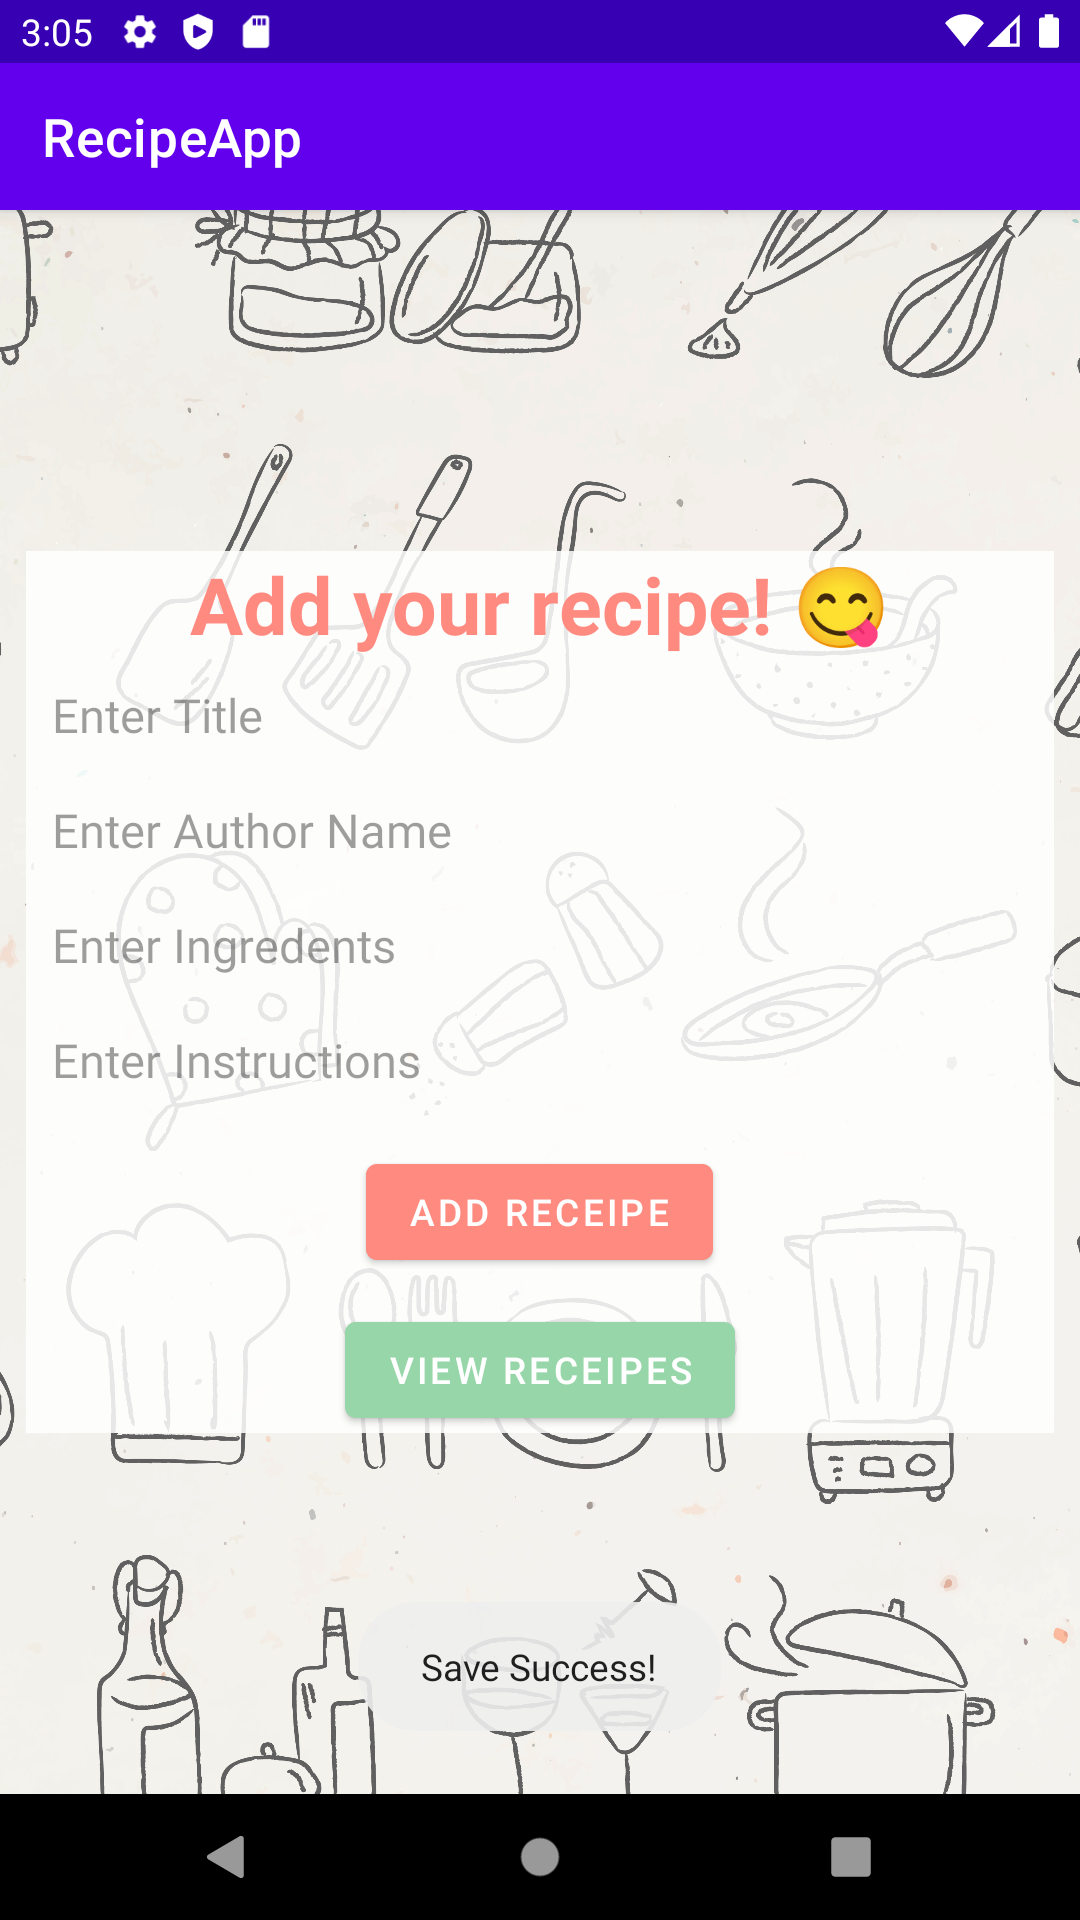 3:05
RecipeApp
Add your recipe! 😋
Enter Title
Enter Author Name
Enter Ingredents
Enter Instructions
ADD RECEIPE
VIEW RECEIPES
Save Success!